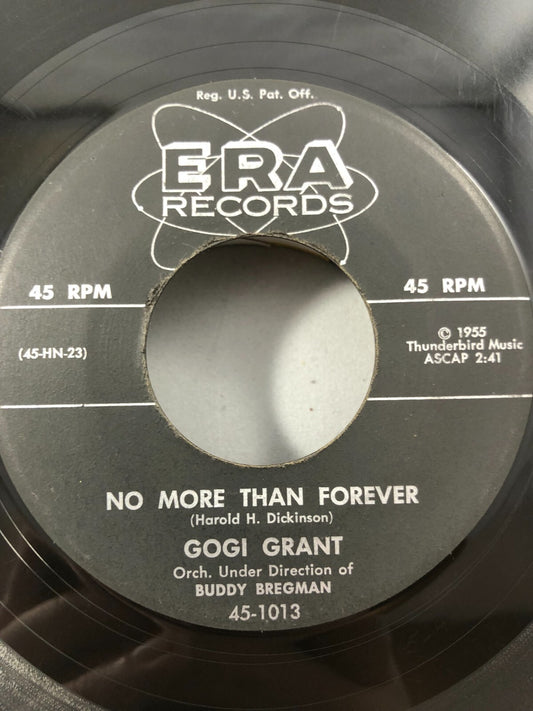 Reg. U.S. Pat. Off.
ERA
RECORDS
45 RPM
45 RPM
(45-HN-23)
© 1955
Thunderbird Music
ASCAP 2:41
NO MORE THAN FOREVER
(Harold H. Dickinson)
GOGI GRANT
Orch. Under Direction of
BUDDY BREGMAN
45-1013